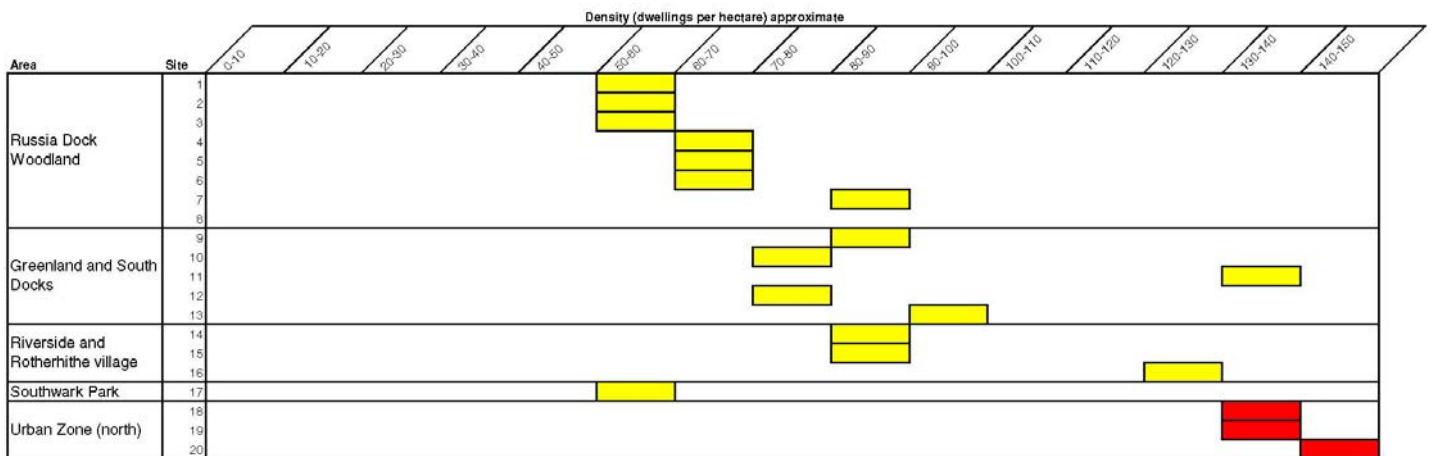 Density (dwellings per hectare) approximate
Area Site 0-10 10-20 20-30 30-40 40-50 50-60 60-70 70-80 80-90 90-100 100-110 110-120 120-130 130-140 140-150
1
2
3
Russia Dock
Woodland
4
5
6
7
8
9
10
Greenland and South
Docks
11
12
13
14
Riverside and
Rotherhithe village
15
16
Southwark Park 17
18
Urban Zone (north) 19
20